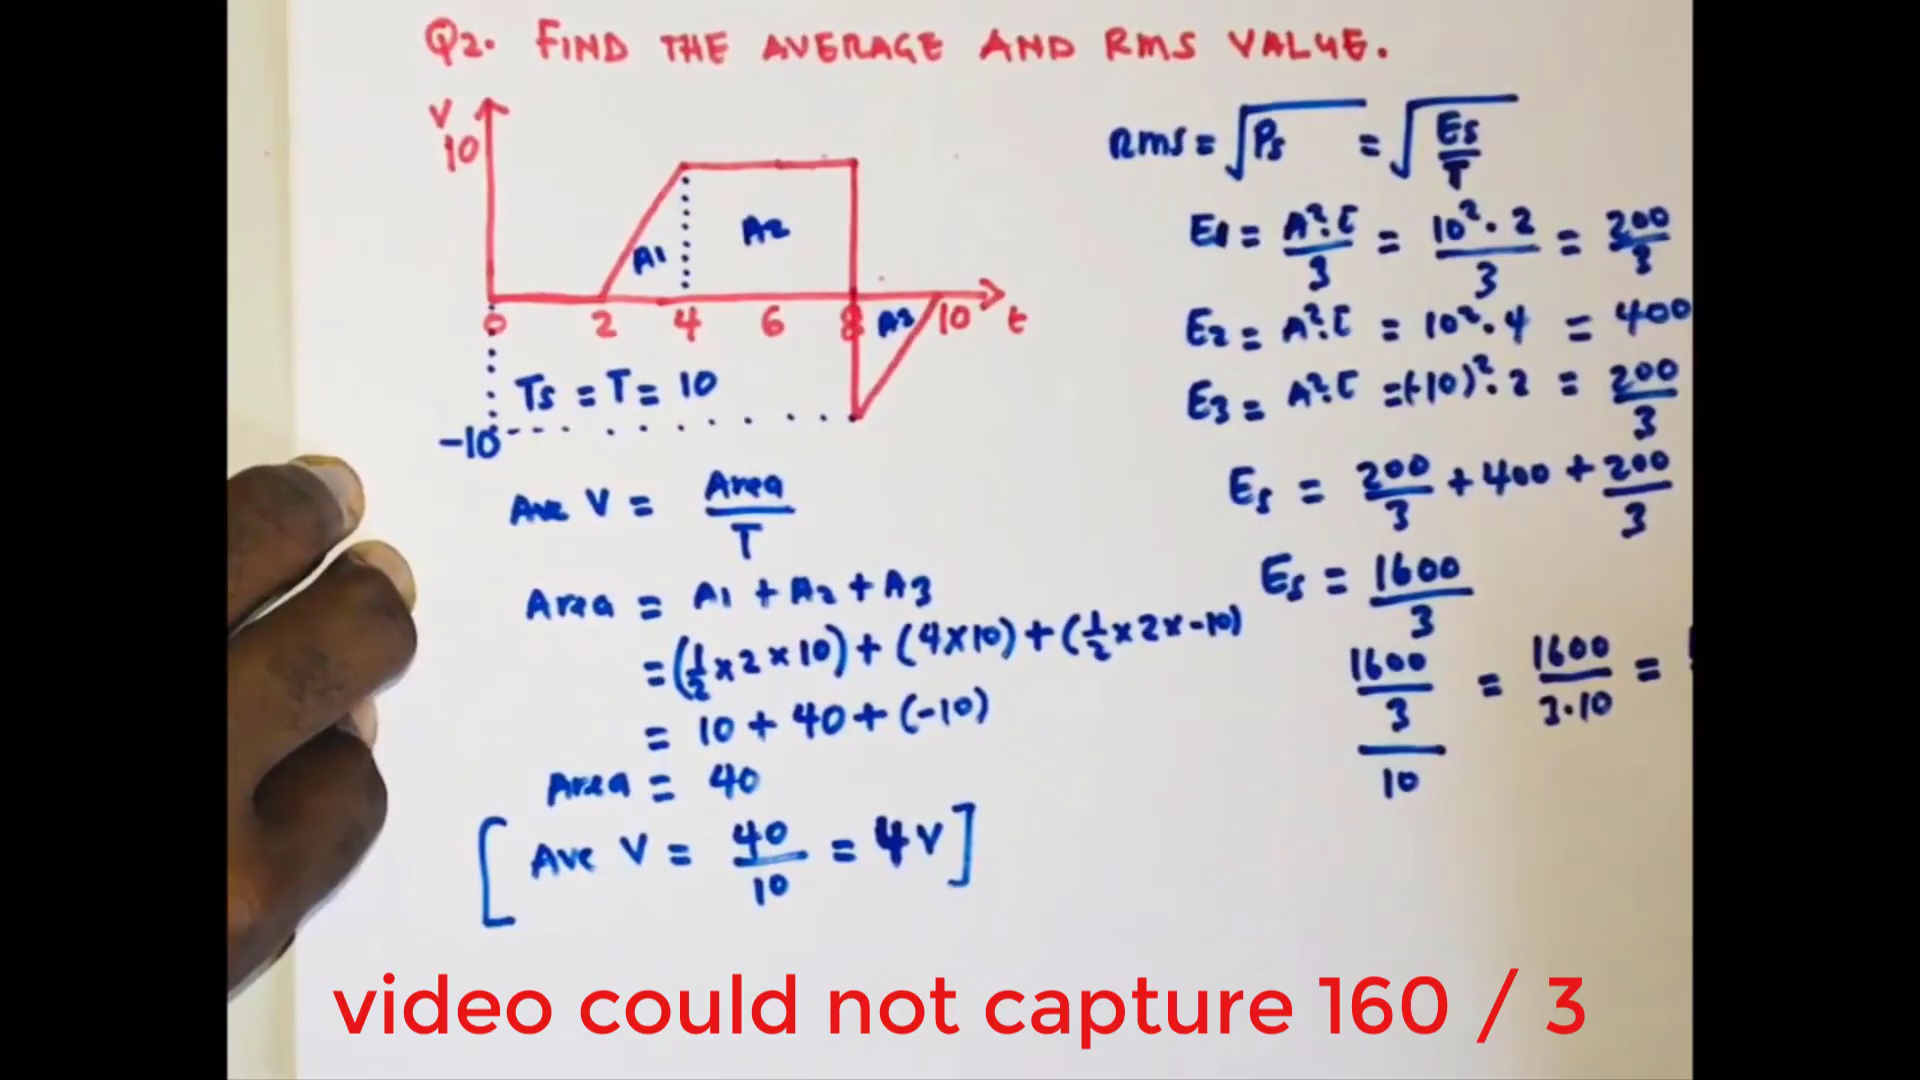 Q2. FIND THE AVERAGE AND RMS VALUE.
V
10
A1
A2
A3
0 2 4 6 8 10 t
Ts = T = 10
-10
Ave V = Area / T
Area = A1 + A2 + A3
= (1/2 x 2 x 10) + (4 x 10) + (1/2 x 2 x -10)
= 10 + 40 + (-10)
Area = 40
[ Ave V = 40/10 = 4V ]
RMS = √Ps = √Es/T
E1 = A².τ/3 = 10².2/3 = 200/3
E2 = A².τ = 10².4 = 400
E3 = A².τ = (-10)².2 = 200/3
Es = 200/3 + 400 + 200/3
Es = 1600/3
1600/3/10 = 1600/3.10 =
video could not capture 160 / 3